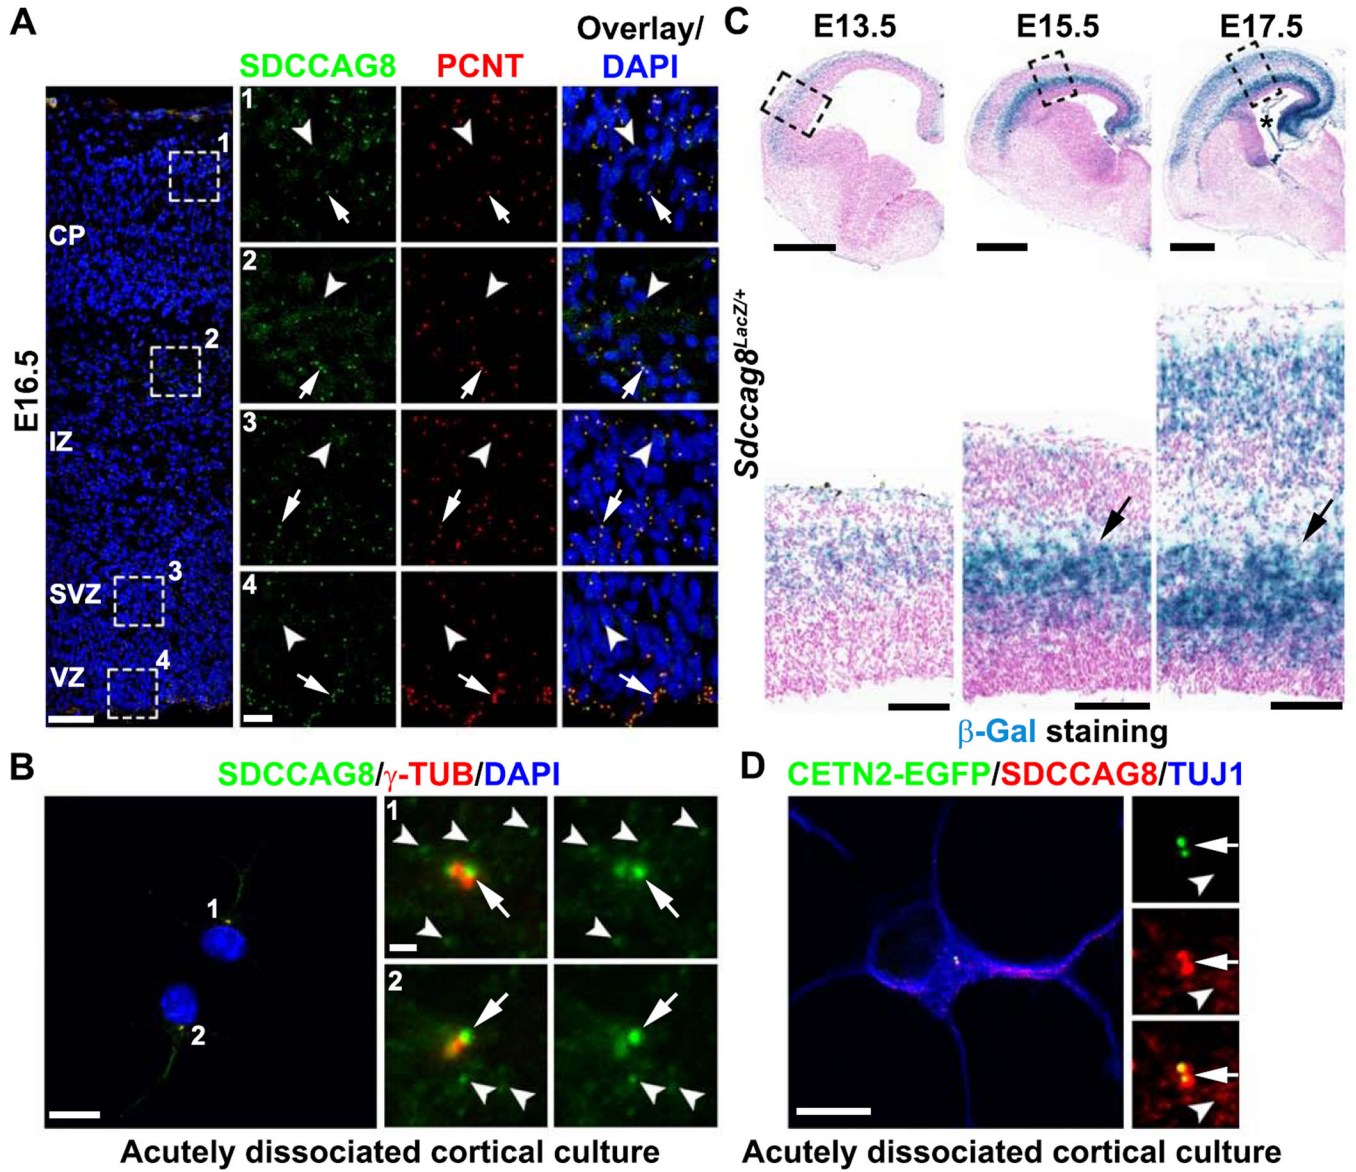 A
SDCCAG8
PCNT
Overlay/
DAPI
E16.5
CP
IZ
SVZ
VZ
1
2
3
4
1
2
3
4
C
E13.5
E15.5
E17.5
*
Sdccag8LacZ/+
β-Gal staining
B
SDCCAG8/γ-TUB/DAPI
1
2
1
2
Acutely dissociated cortical culture
D
CETN2-EGFP/SDCCAG8/TUJ1
Acutely dissociated cortical culture